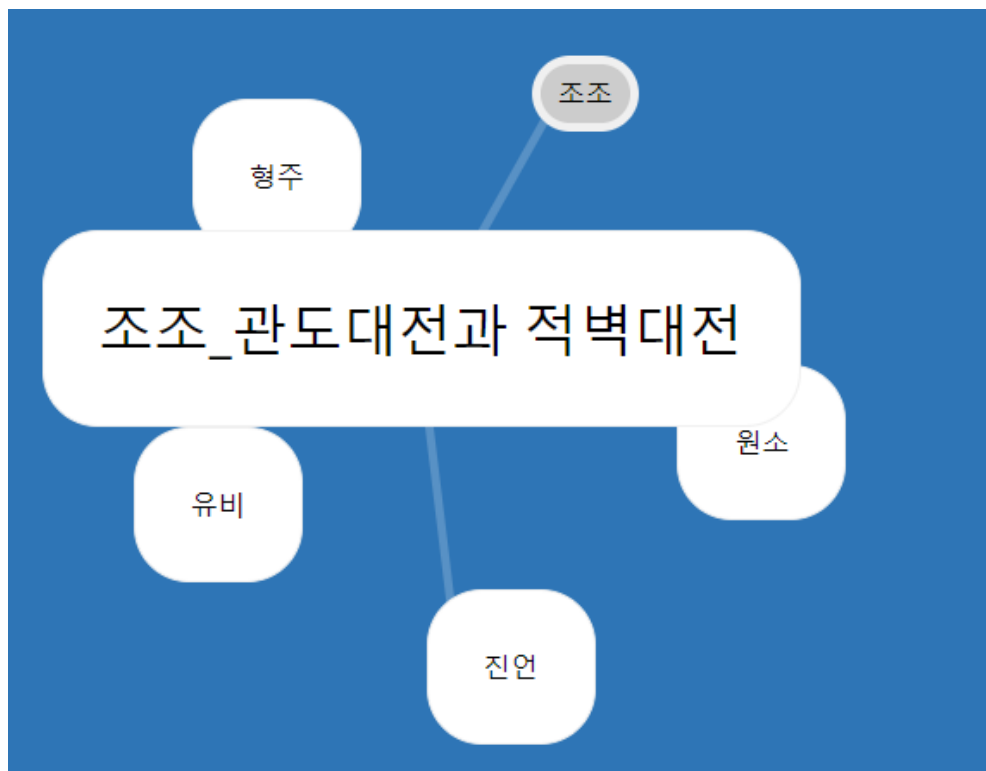 조조
형주
조조_관도대전과 적벽대전
원소
유비
진언